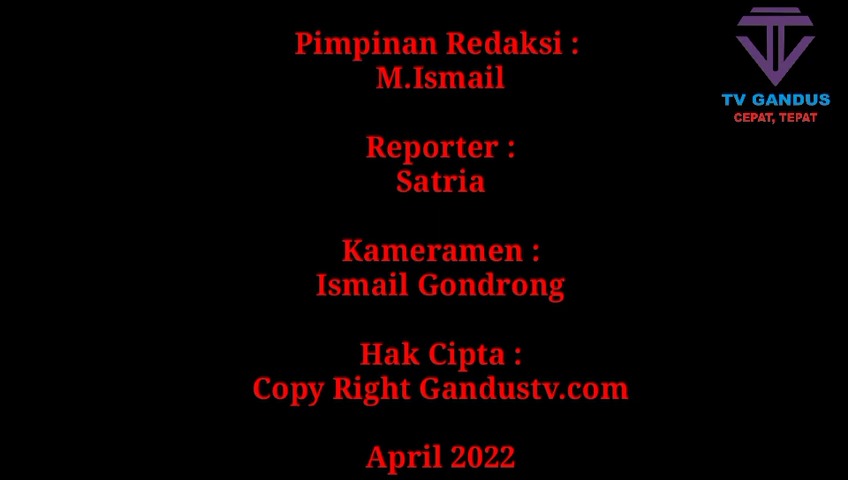 Pimpinan Redaksi :
M.Ismail
Reporter :
Satria
Kameramen :
Ismail Gondrong
Hak Cipta :
Copy Right Gandustv.com
April 2022
TV GANDUS
CEPAT, TEPAT